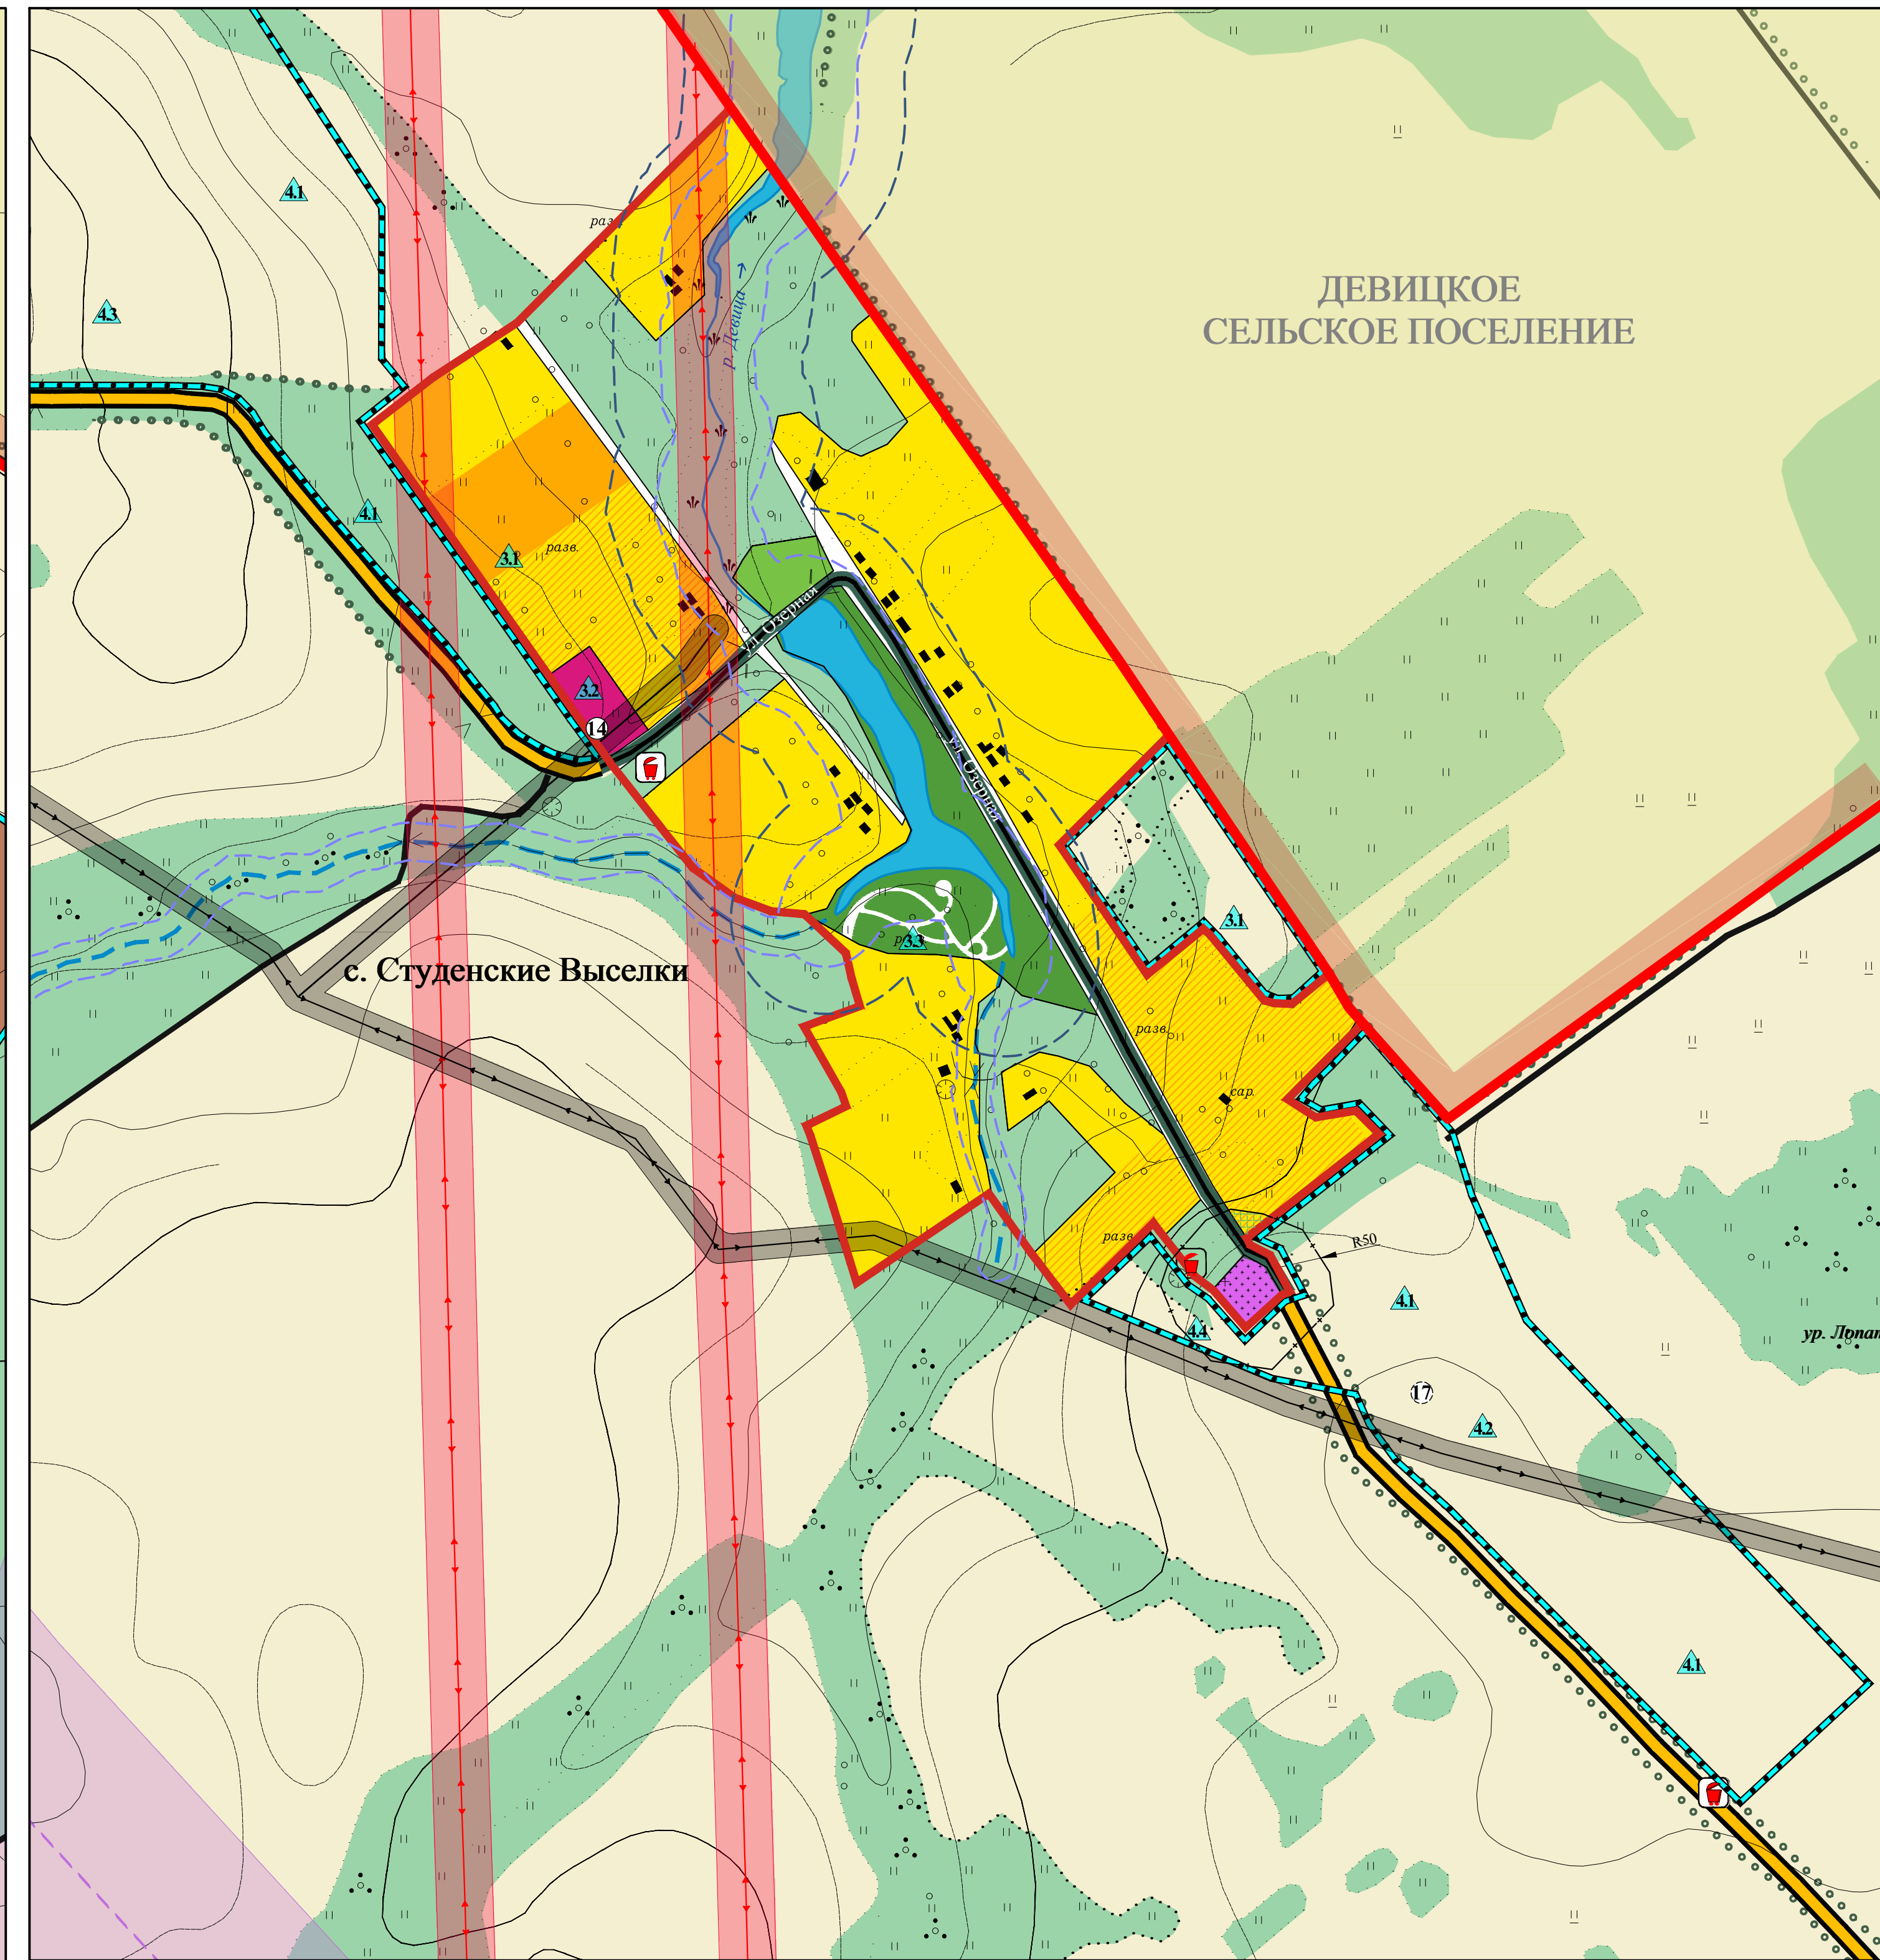 4.1
4.3
раз
р. Девица →
ДЕВИЦКОЕ
СЕЛЬСКОЕ ПОСЕЛЕНИЕ
4.1
3.1
разв.
ул. Озерная
3.2
14
ул. Озерная
3.1
3.3
с. Студенские Выселки
разв.
сар.
разв.
R50
4.1
4.4
ур.
17
4.2
4.1